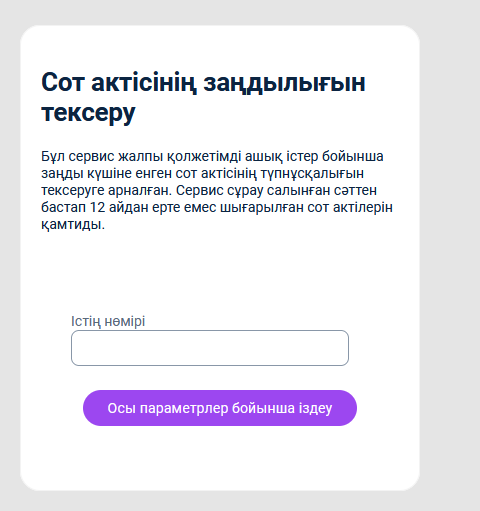 Сот актісінің заңдылығын
тексеру
Бұл сервис жалпы қолжетімді ашық істер бойынша
заңды күшіне енген сот актісінің түпнұсқалығын
тексеруге арналған. Сервис сұрау салынған сәттен
бастап 12 айдан ерте емес шығарылған сот актілерін
қамтиды.
Істің нөмірі
Осы параметрлер бойынша іздеу